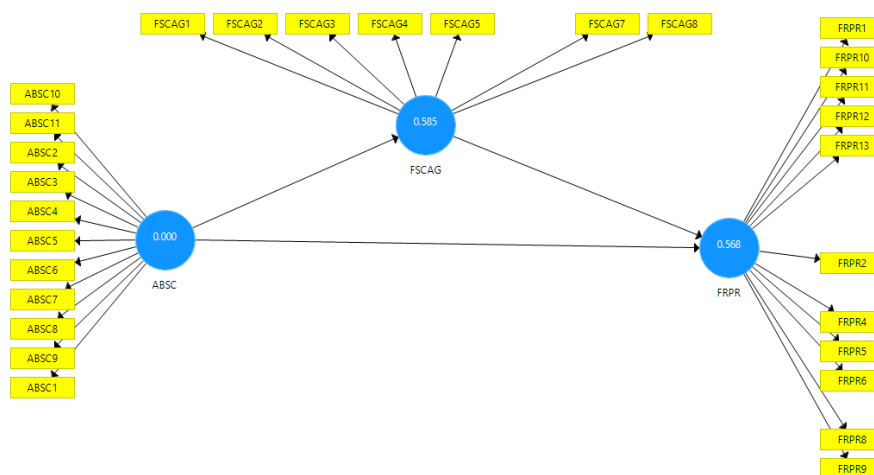 FSCAG1
FSCAG2
FSCAG3
FSCAG4
FSCAG5
FSCAG7
FSCAG8
FRPR1
FRPR10
FRPR11
FRPR12
FRPR13
ABSC10
ABSC11
ABSC2
ABSC3
ABSC4
ABSC5
ABSC6
ABSC7
ABSC8
ABSC9
ABSC1
0.585
FSCAG
0.000
ABSC
0.568
FRPR
FRPR2
FRPR4
FRPR5
FRPR6
FRPR8
FRPR9